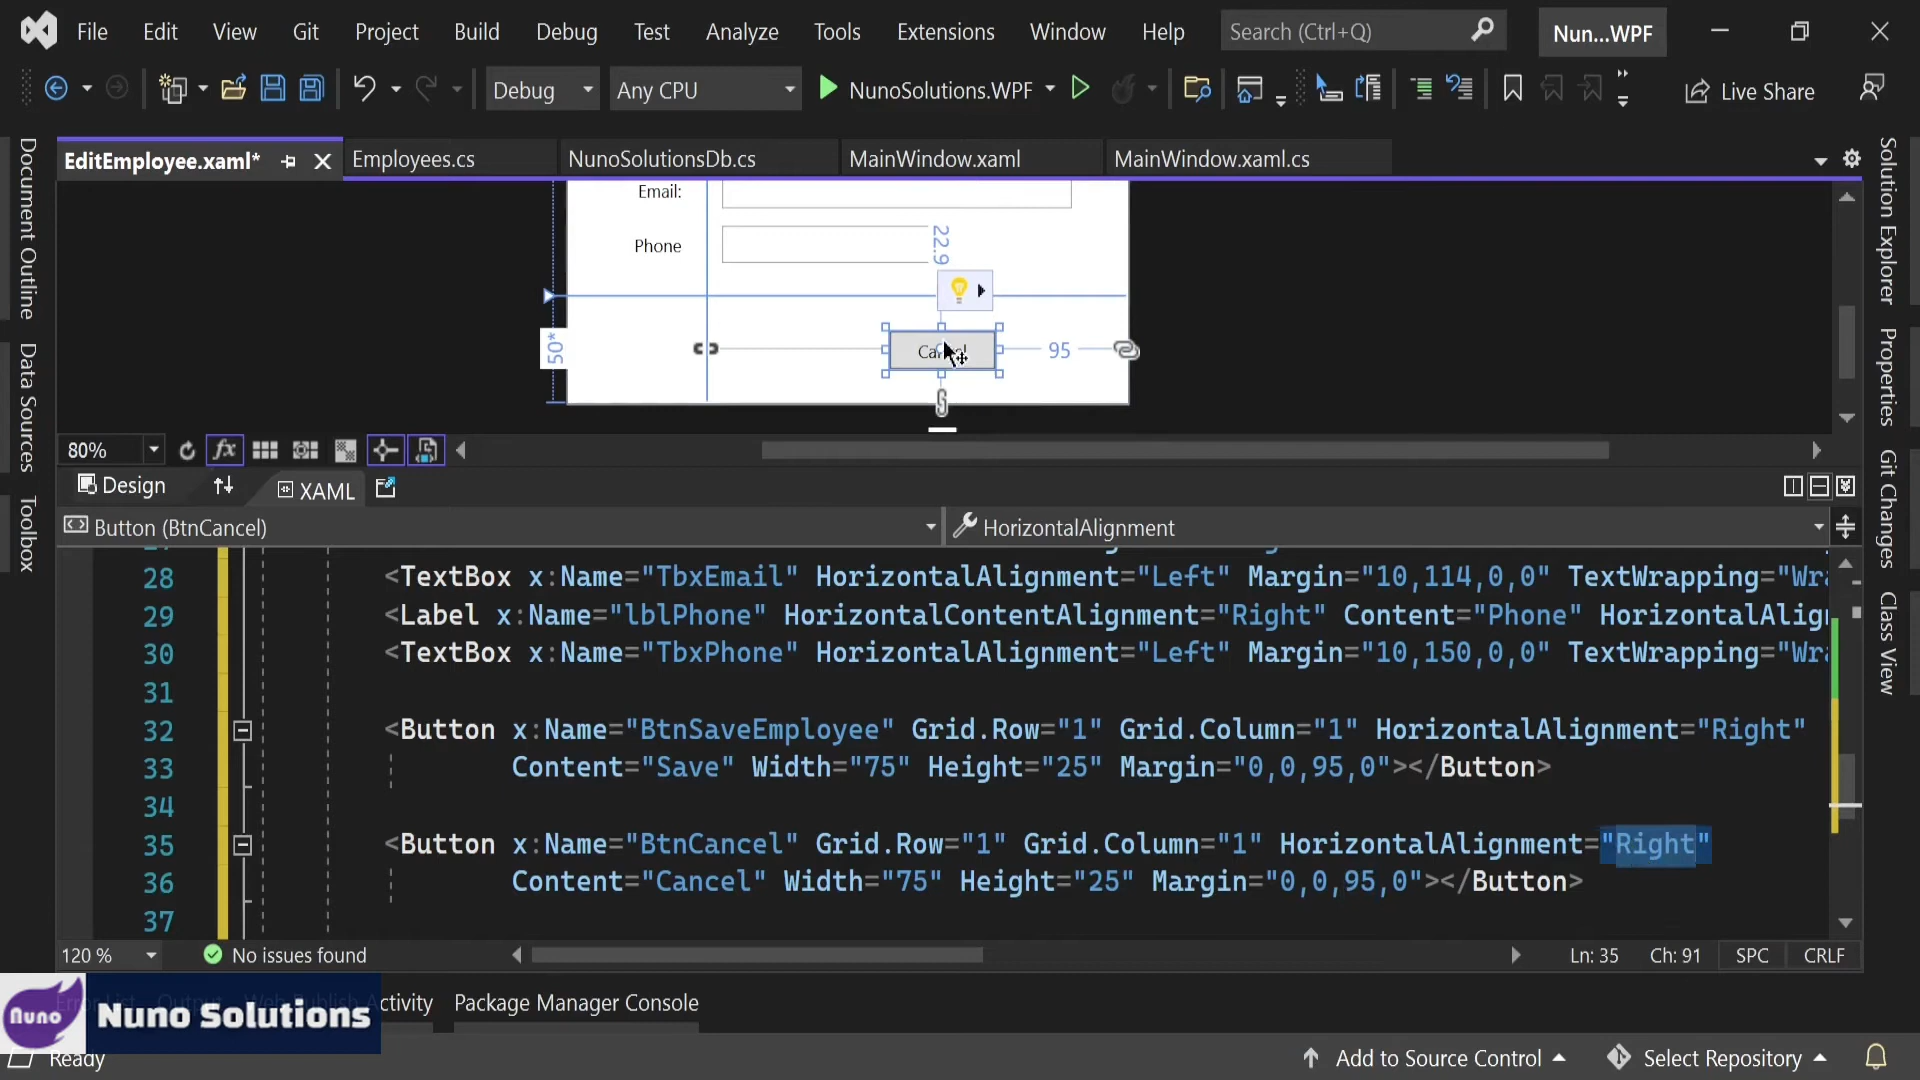 File Edit View Git Project Build Debug Test Analyze Tools Extensions Window Help Search (Ctrl+Q) Nun...WPF
Debug Any CPU NunoSolutions.WPF Live Share
EditEmployee.xaml* Employees.cs NunoSolutionsDb.cs MainWindow.xaml MainWindow.xaml.cs
Document Outline
Data Sources
Toolbox
Solution Explorer
Properties
Git Changes
Class View
Email:
Phone
22.9
50*
95
80%
Design XAML
Button (BtnCancel) HorizontalAlignment
28 <TextBox x:Name="TbxEmail" HorizontalAlignment="Left" Margin="10,114,0,0" TextWrapping="Wra
29 <Label x:Name="lblPhone" HorizontalContentAlignment="Right" Content="Phone" HorizontalAlig
30 <TextBox x:Name="TbxPhone" HorizontalAlignment="Left" Margin="10,150,0,0" TextWrapping="Wra
31
32 <Button x:Name="BtnSaveEmployee" Grid.Row="1" Grid.Column="1" HorizontalAlignment="Right"
33 Content="Save" Width="75" Height="25" Margin="0,0,95,0"></Button>
34
35 <Button x:Name="BtnCancel" Grid.Row="1" Grid.Column="1" HorizontalAlignment="Right"
36 Content="Cancel" Width="75" Height="25" Margin="0,0,95,0"></Button>
37
120 % No issues found Ln: 35 Ch: 91 SPC CRLF
Activity Package Manager Console
Nuno Nuno Solutions
Ready Add to Source Control Select Repository